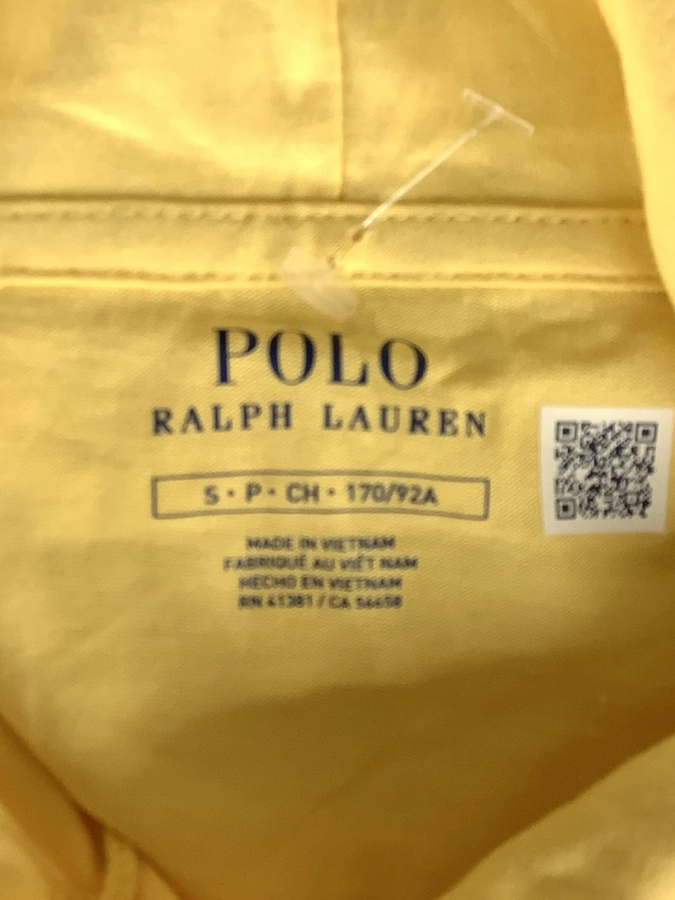 POLO
RALPH LAUREN
S • P • CH • 170/92A
MADE IN VIETNAM
FABRIQUÉ AU VIÊT NAM
HECHO EN VIETNAM
RN 41381 / CA 56658